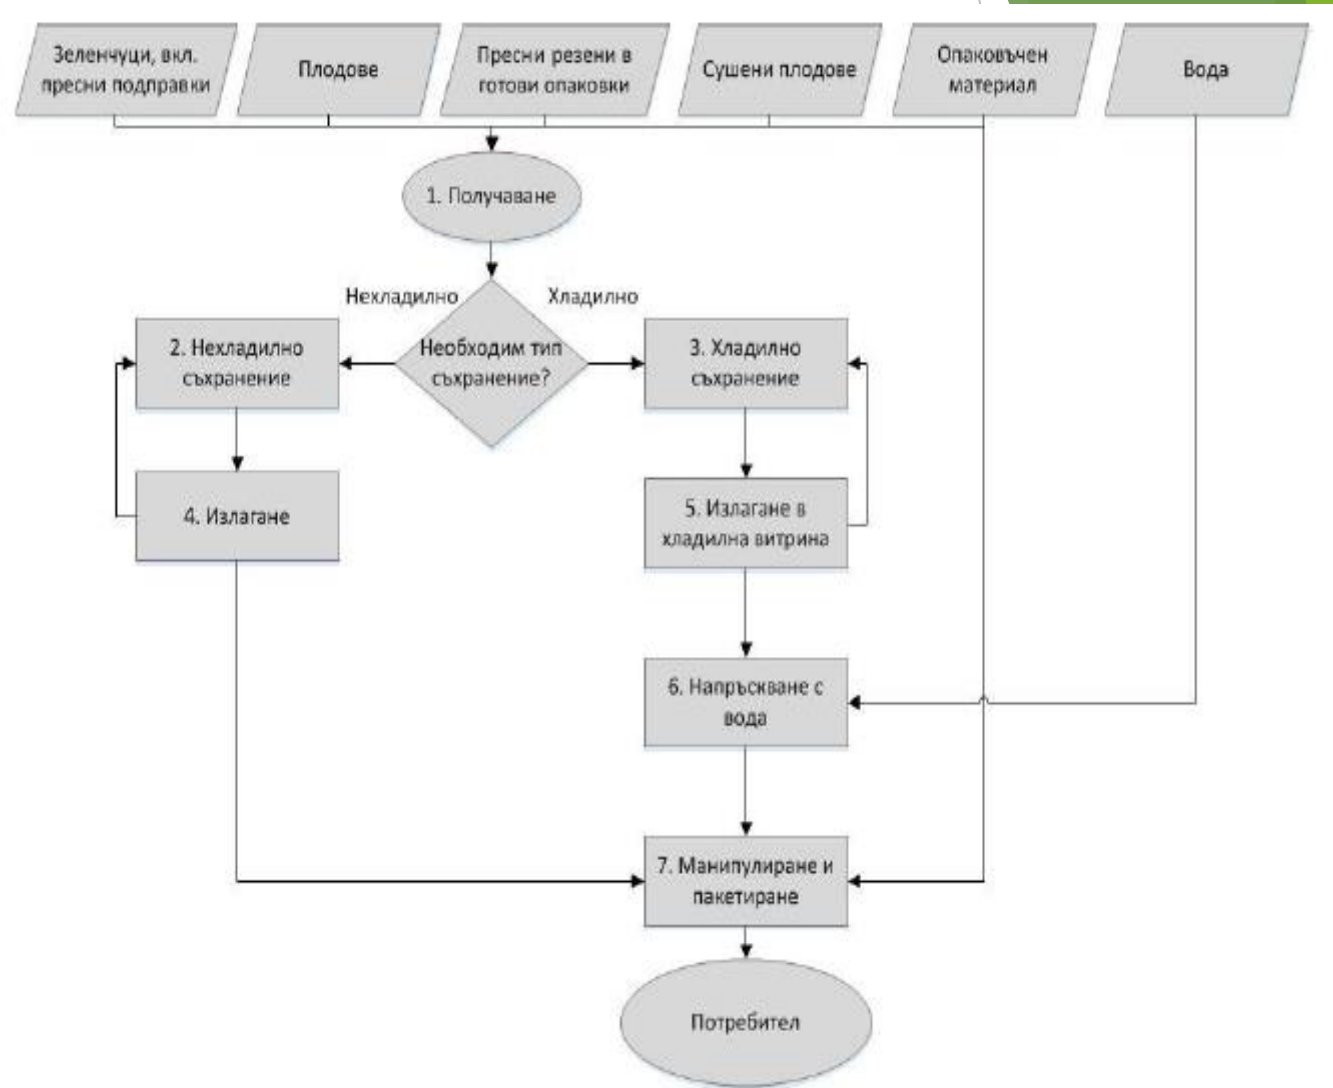 Зеленчуци, вкл.
пресни подправки
Плодове
Пресни резени в
готови опаковки
Сушени плодове
Опаковъчен
материал
Вода
1. Получаване
Нехладилно
Хладилно
Необходим тип
съхранение?
2. Нехладилно
съхранение
3. Хладилно
съхранение
4. Излагане
5. Излагане в
хладилна витрина
6. Напръскване с
вода
7. Манипулиране и
пакетиране
Потребител